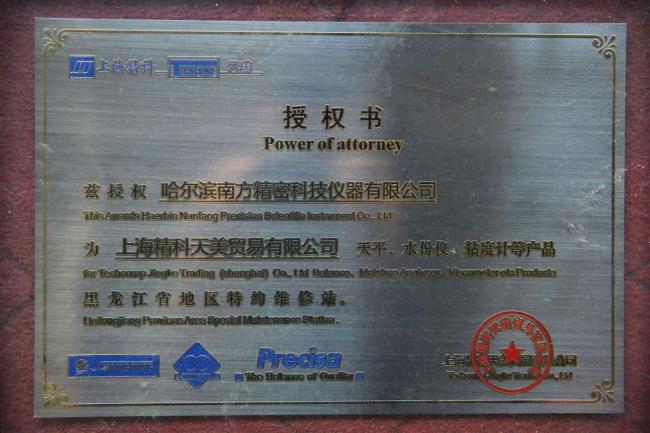 上海精科 TECHCOMP 天美
授权书
Power of attorney
兹授权 哈尔滨南方精密科技仪器有限公司
This Awards Haerbin Nanfang Precision Scientific Instrument Co., Ltd
为 上海精科天美贸易有限公司 天平、水份仪、粘度计等产品
for Techcomp Jingke Trading (shanghai) Co., Ltd Balance、Moisture Analyzer、Viscometer etc Products
黑龙江省地区特约维修站。
Heilongjiang Province Area Special Maintenance Station .
Precisa
The Balance of Quality